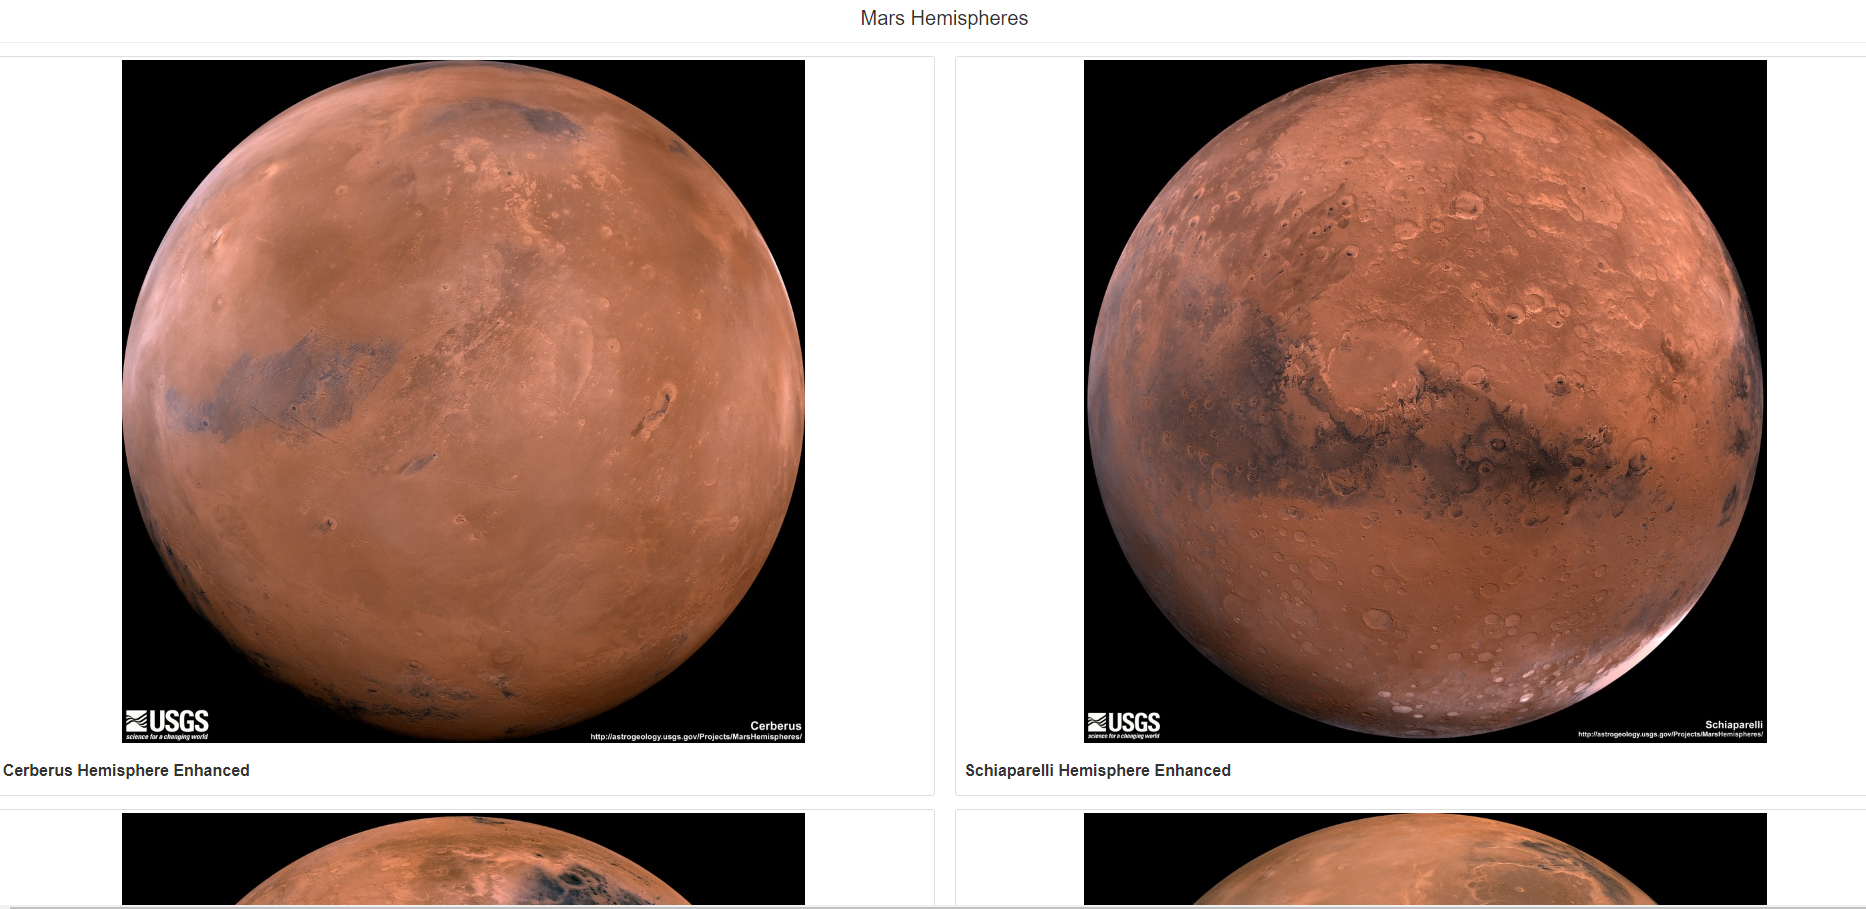 Mars Hemispheres
USGS
science for a changing world
Cerberus
http://astrogeology.usgs.gov/Projects/MarsHemispheres/
Cerberus Hemisphere Enhanced
USGS
science for a changing world
Schiaparelli
http://astrogeology.usgs.gov/Projects/MarsHemispheres/
Schiaparelli Hemisphere Enhanced